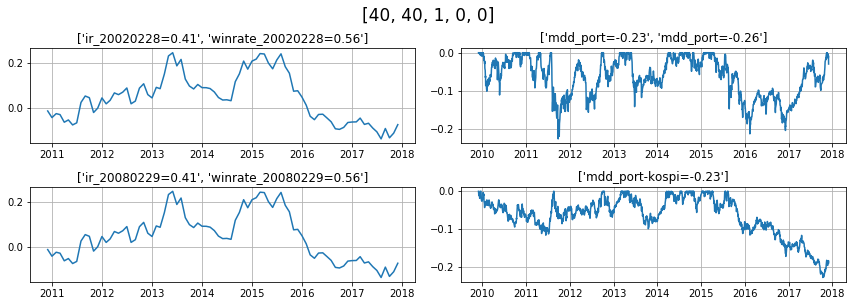 [40, 40, 1, 0, 0]
['ir_20020228=0.41', 'winrate_20020228=0.56']
0.2
0.0
2011 2012 2013 2014 2015 2016 2017 2018
['mdd_port=-0.23', 'mdd_port=-0.26']
0.0
−0.1
−0.2
2010 2011 2012 2013 2014 2015 2016 2017 2018
['ir_20080229=0.41', 'winrate_20080229=0.56']
0.2
0.0
2011 2012 2013 2014 2015 2016 2017 2018
['mdd_port-kospi=-0.23']
0.0
−0.1
−0.2
2010 2011 2012 2013 2014 2015 2016 2017 2018